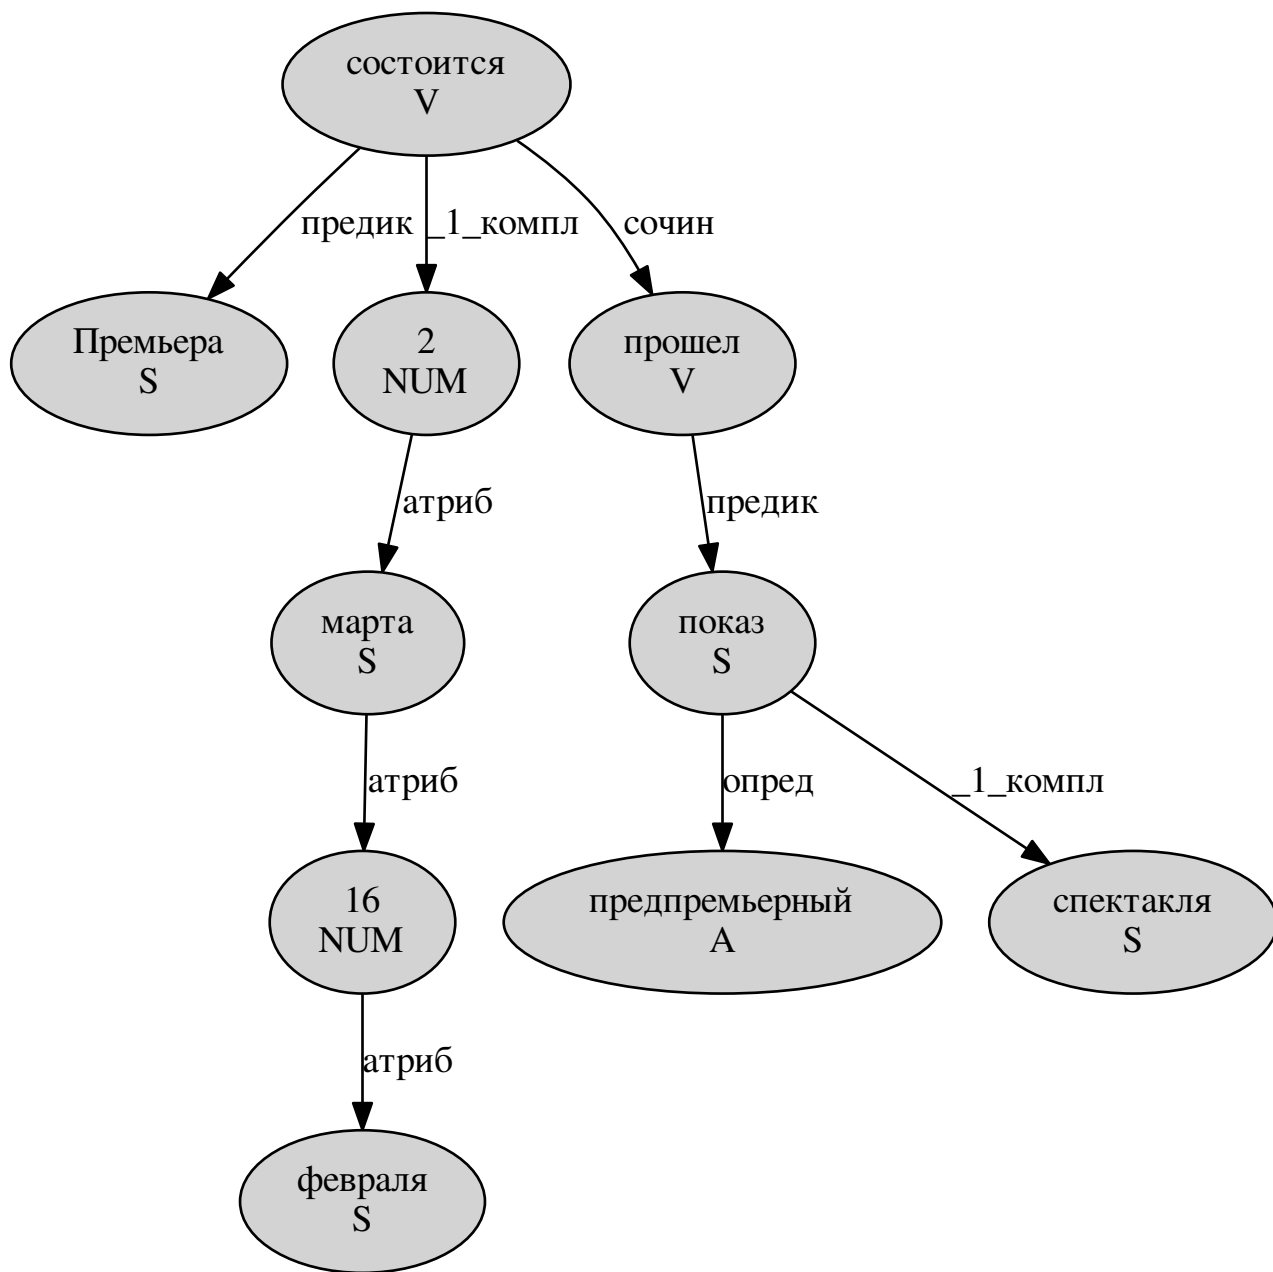 состоится
V
предик
_1_компл
сочин
Премьера
S
2
NUM
прошел
V
атриб
предик
марта
S
показ
S
атриб
опред
_1_компл
16
NUM
предпремьерный
A
спектакля
S
атриб
февраля
S